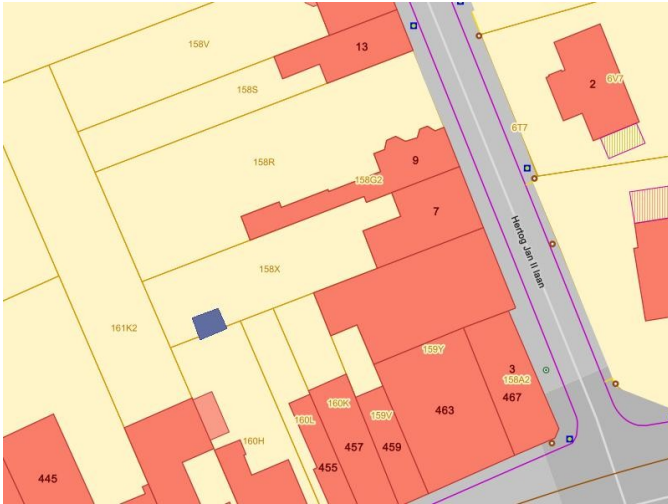 158V
13
158S
2
6V7
6T7
158R
9
158G2
7
Hertog Jan II laan
158X
161K2
159Y
3
158A2
160K
160L
159V
463
467
160H
457
459
455
445